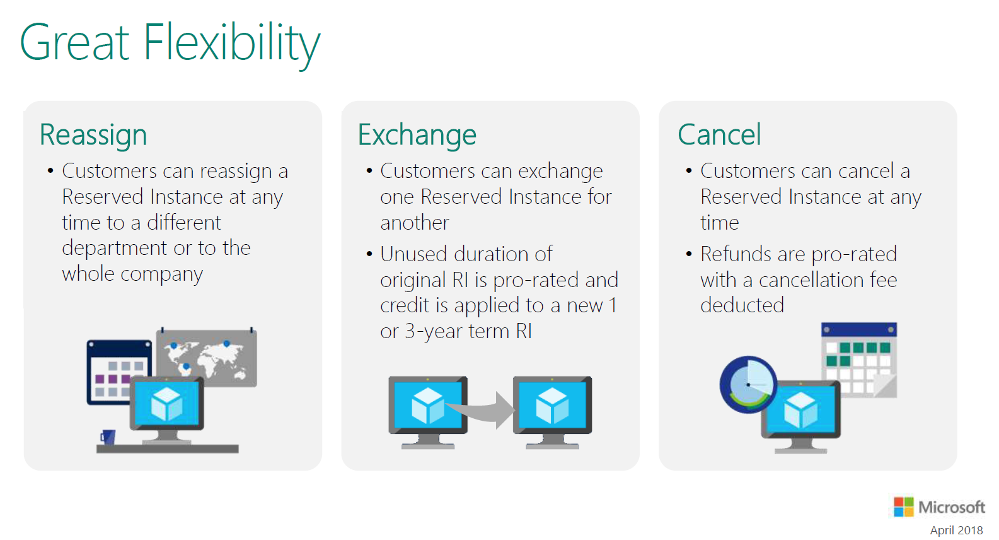 Great Flexibility
Reassign
• Customers can reassign a
Reserved Instance at any
time to a different
department or to the
whole company
Exchange
• Customers can exchange
one Reserved Instance for
another
• Unused duration of
original RI is pro-rated and
credit is applied to a new 1
or 3-year term RI
Cancel
• Customers can cancel a
Reserved Instance at any
time
• Refunds are pro-rated
with a cancellation fee
deducted
Microsoft
April 2018